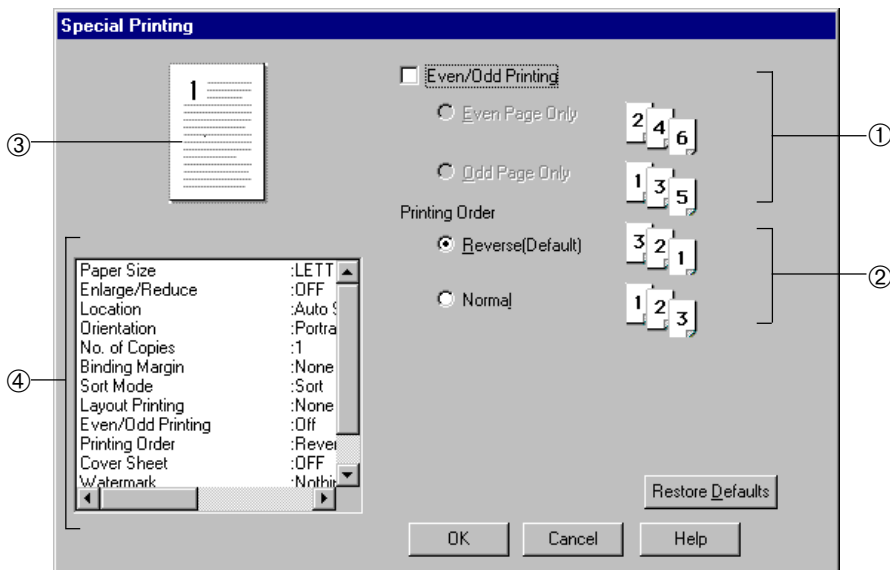 Special Printing
1
Even/Odd Printing
Even Page Only
2 4 6
Odd Page Only
1 3 5
Printing Order
Reverse(Default)
3 2 1
Normal
1 2 3
①
②
③
④
Paper Size :LETT
Enlarge/Reduce :OFF
Location :Auto S
Orientation :Portra
No. of Copies :1
Binding Margin :None
Sort Mode :Sort
Layout Printing :None
Even/Odd Printing :Off
Printing Order :Rever
Cover Sheet :OFF
Watermark :Nothin
Restore Defaults
OK Cancel Help